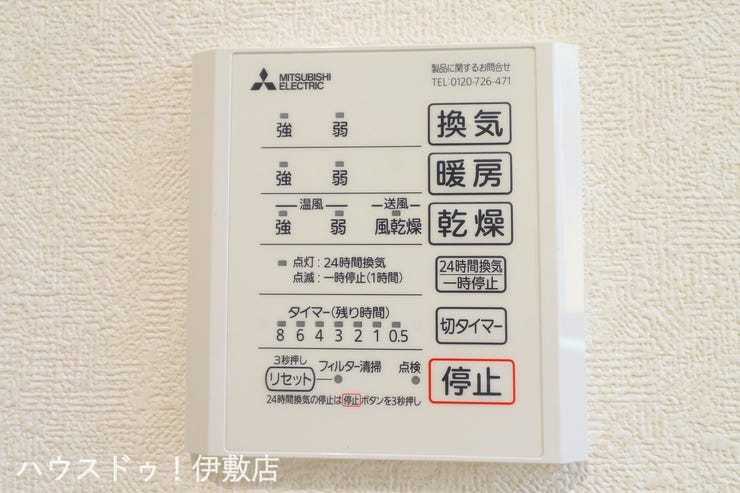 MITSUBISHI
ELECTRIC
製品に関するお問合せ
TEL:0120-726-471
強 弱 換気
強 弱 暖房
温風 送風
強 弱 風乾燥 乾燥
点灯:24時間換気
点滅:一時停止(1時間)
24時間換気
一時停止
タイマー(残り時間)
8 6 4 3 2 1 0.5
切タイマー
3秒押し
リセット フィルター清掃 点検
停止
24時間換気の停止は停止ボタンを3秒押し
ハウスドゥ!伊敷店